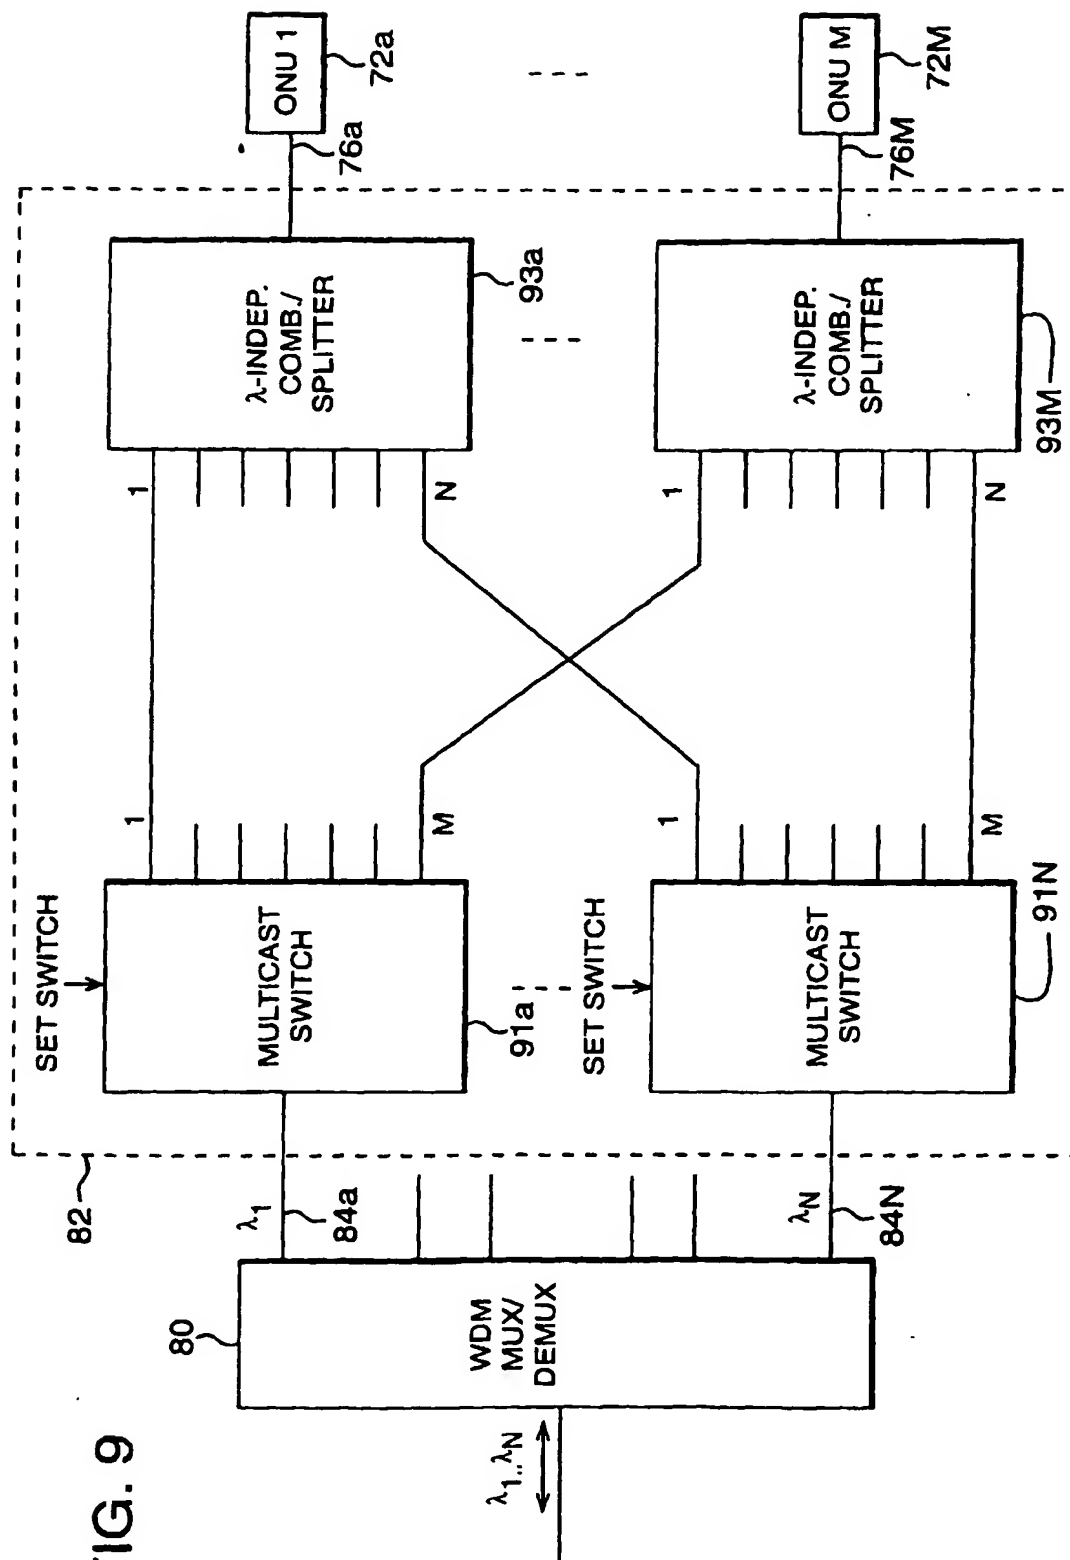 FIG. 9
λ1..λN
80
WDM
MUX/
DEMUX
82
λ1
84a
λN
84N
SET SWITCH
MULTICAST
SWITCH
91a
SET SWITCH
MULTICAST
SWITCH
91N
1
M
1
M
1
N
1
N
λ-INDEP.
COMB./
SPLITTER
93a
λ-INDEP.
COMB./
SPLITTER
93M
76a
76M
ONU 1
72a
ONU M
72M